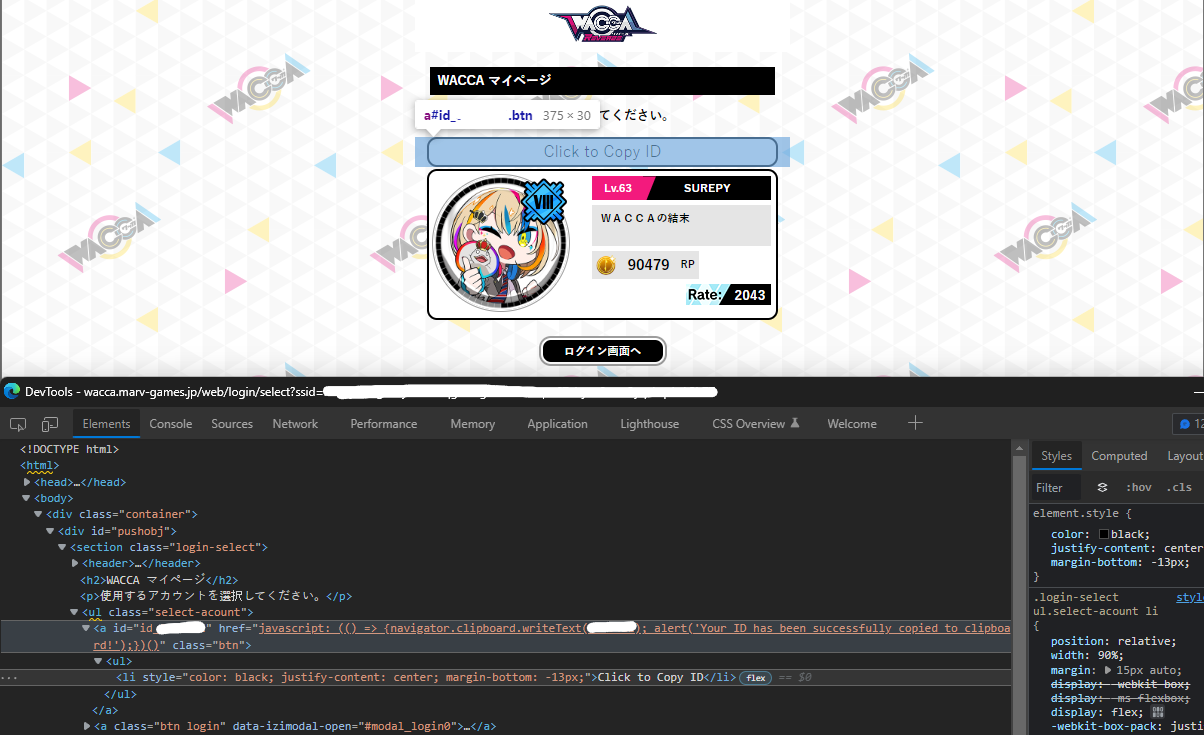 WACCA
Reverse
WACCA マイページ
a#id_ .btn 375 × 30 てください。
Click to Copy ID
VIII
Lv.63 SUREPY
ＷＡＣＣＡの結末
90479 RP
Rate: 2043
ログイン画面へ
DevTools - wacca.marv-games.jp/web/login/select?ssid=
Elements Console Sources Network Performance Memory Application Lighthouse CSS Overview Welcome 12
<!DOCTYPE html>
<html>
<head>…</head>
<body>
<div class="container">
<div id="pushobj">
<section class="login-select">
<header>…</header>
<h2>WACCA マイページ</h2>
<p>使用するアカウントを選択してください。</p>
<ul class="select-acount">
<a id="id_ " href="javascript: (() => {navigator.clipboard.writeText( ); alert('Your ID has been successfully copied to clipboa
rd!');})()" class="btn">
<ul>
<li style="color: black; justify-content: center; margin-bottom: -13px;">Click to Copy ID</li> flex == $0
</ul>
</a>
<a class="btn login" data-izimodal-open="#modal_login0">…</a>
Styles Computed Layout
Filter :hov .cls
element.style {
color: black;
justify-content: center
margin-bottom: -13px;
}
.login-select style
ul.select-acount li
{
position: relative;
width: 90%;
margin: 15px auto;
display: -webkit-box;
display: -ms-flexbox;
display: flex;
-webkit-box-pack: justi